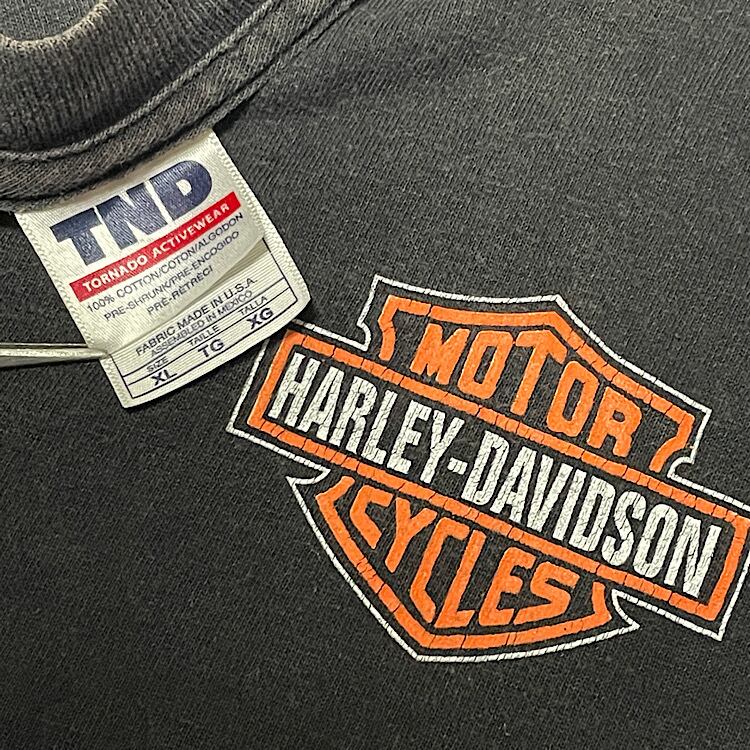 TND
TORNADO ACTIVEWEAR
100% COTTON/COTON/ALGODON
PRE-SHRUNK/PRE-ENCOGIDO
PRÉ-RÉTRÉCI
FABRIC MADE IN U.S.A
ASSEMBLED IN MEXICO
SIZE TAILLE TALLA
XL TG XG
MOTOR
HARLEY-DAVIDSON
CYCLES